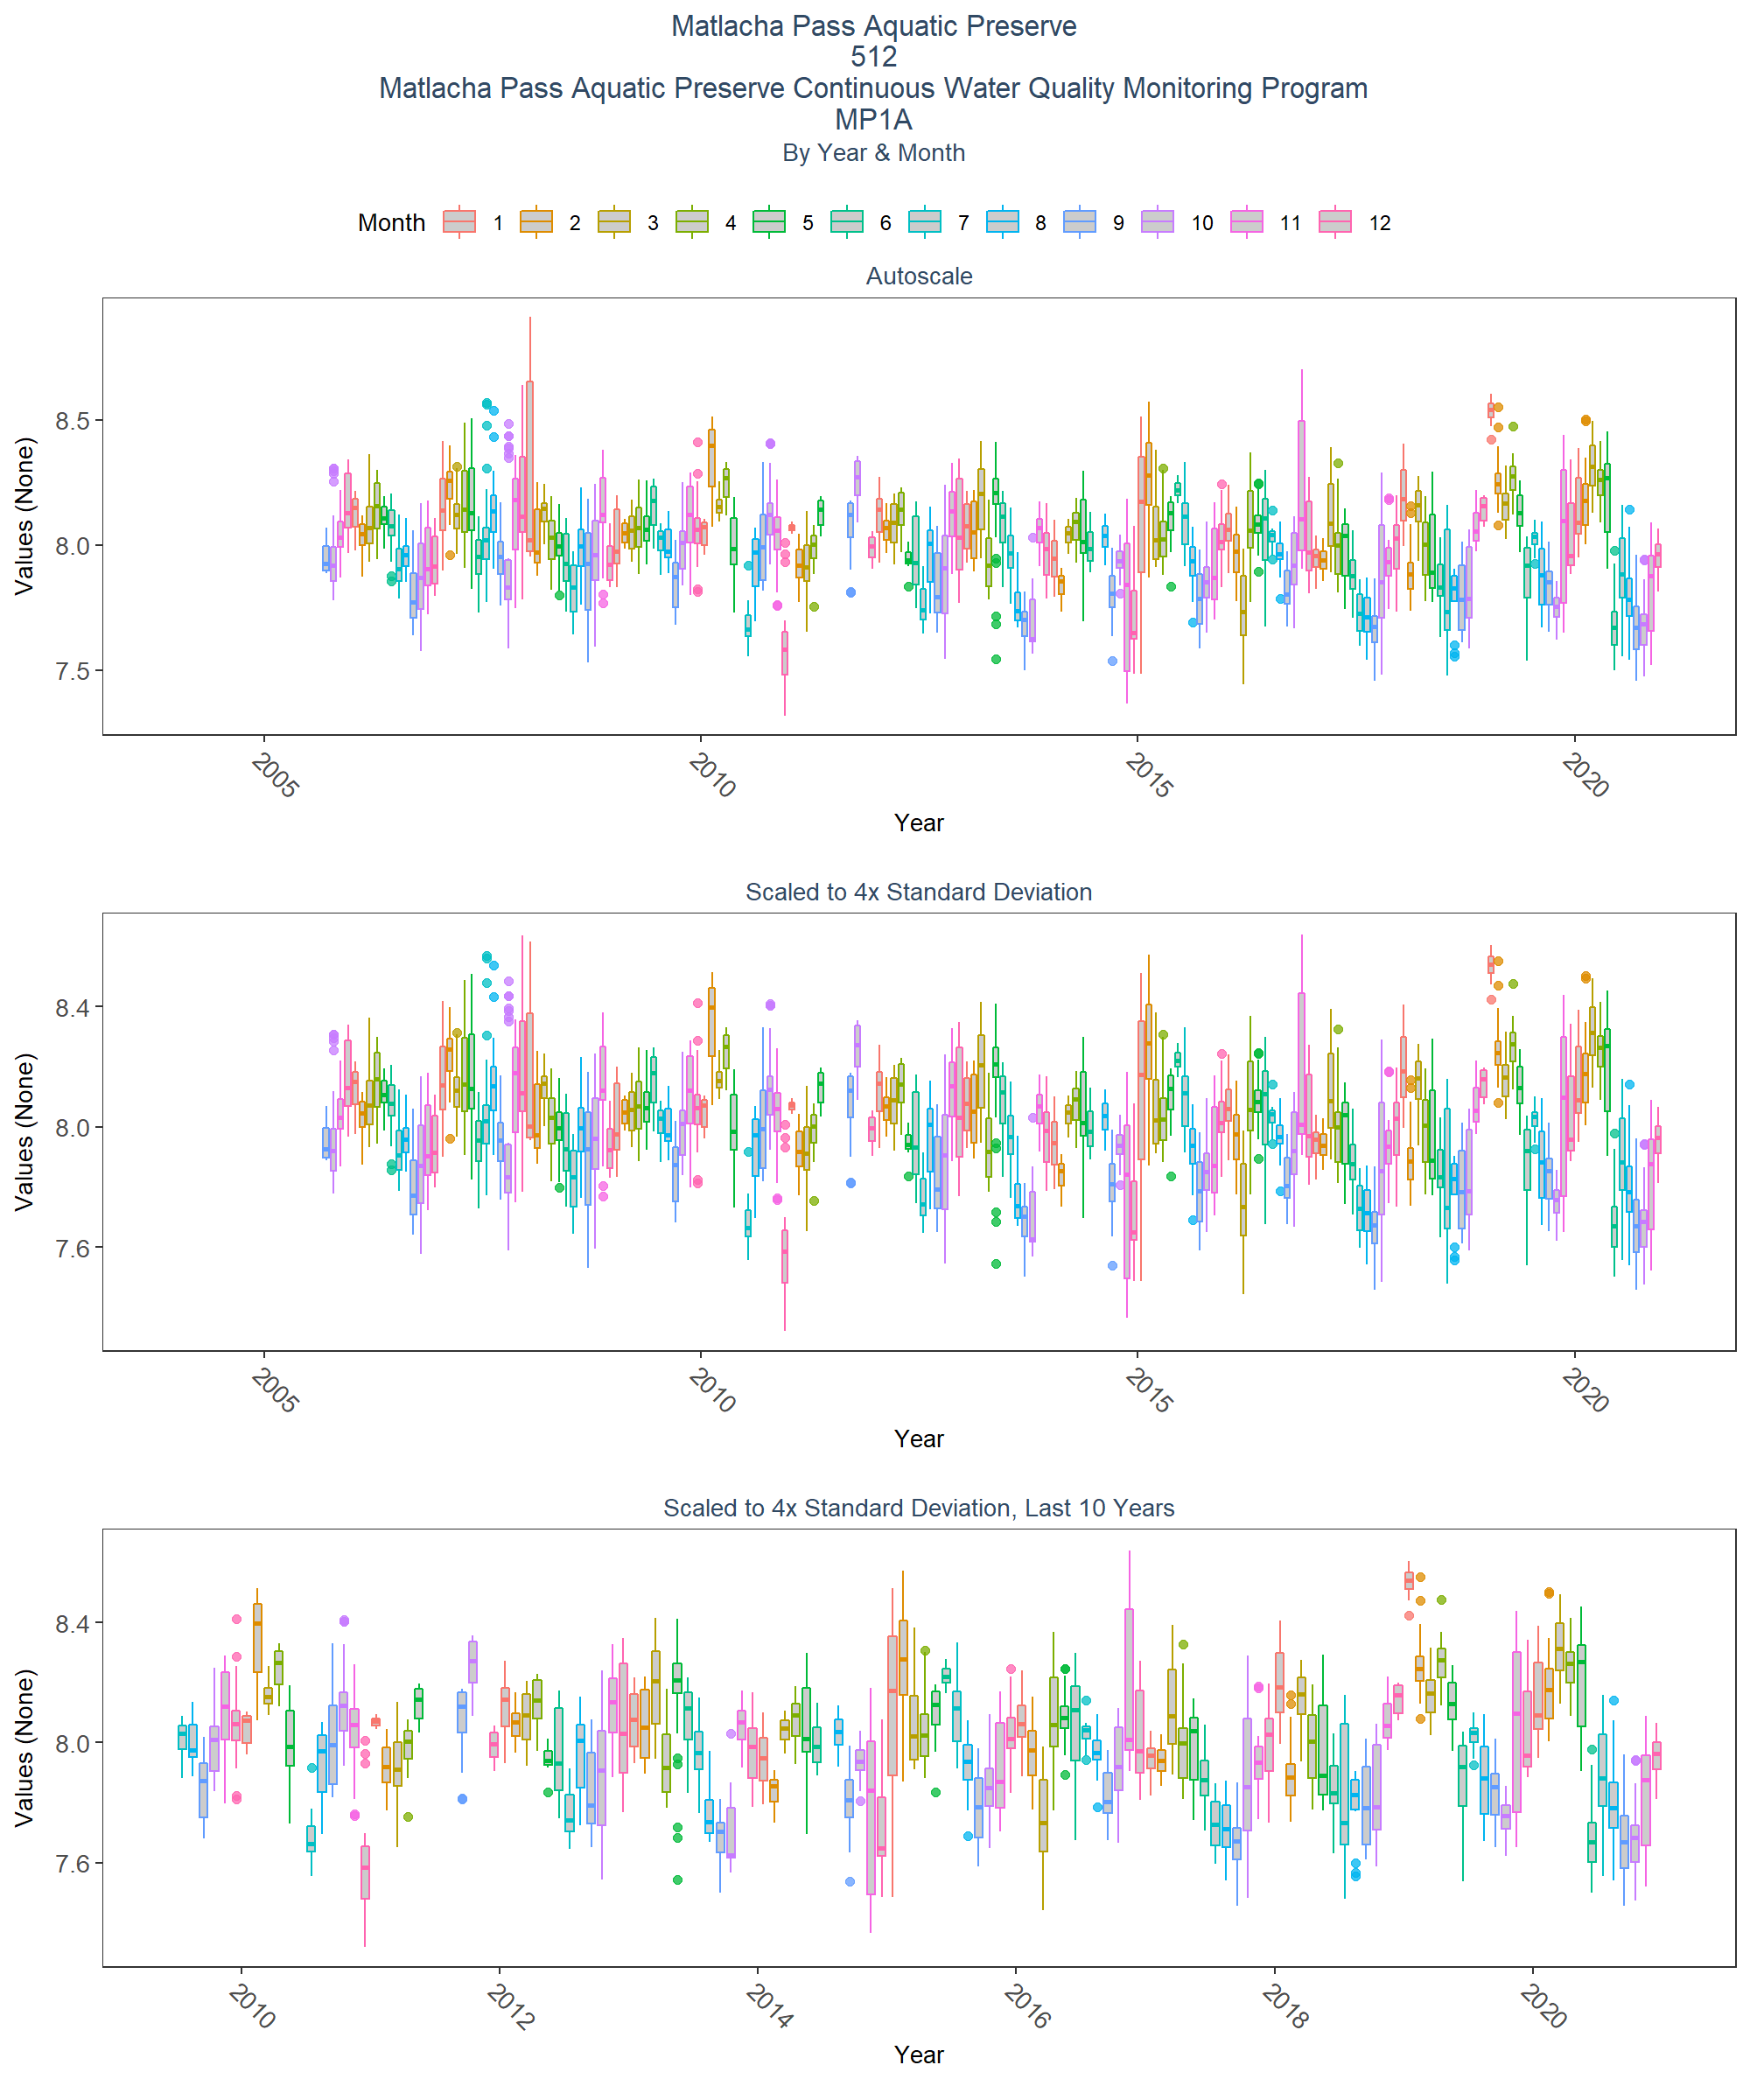 Matlacha Pass Aquatic Preserve
512
Matlacha Pass Aquatic Preserve Continuous Water Quality Monitoring Program
MP1A
By Year & Month
Month 1 2 3 4 5 6 7 8 9 10 11 12
Autoscale
Values (None)
8.5
8.0
7.5
2005 2010 2015 2020
Year
Scaled to 4x Standard Deviation
Values (None)
8.4
8.0
7.6
2005 2010 2015 2020
Year
Scaled to 4x Standard Deviation, Last 10 Years
Values (None)
8.4
8.0
7.6
2010 2012 2014 2016 2018 2020
Year